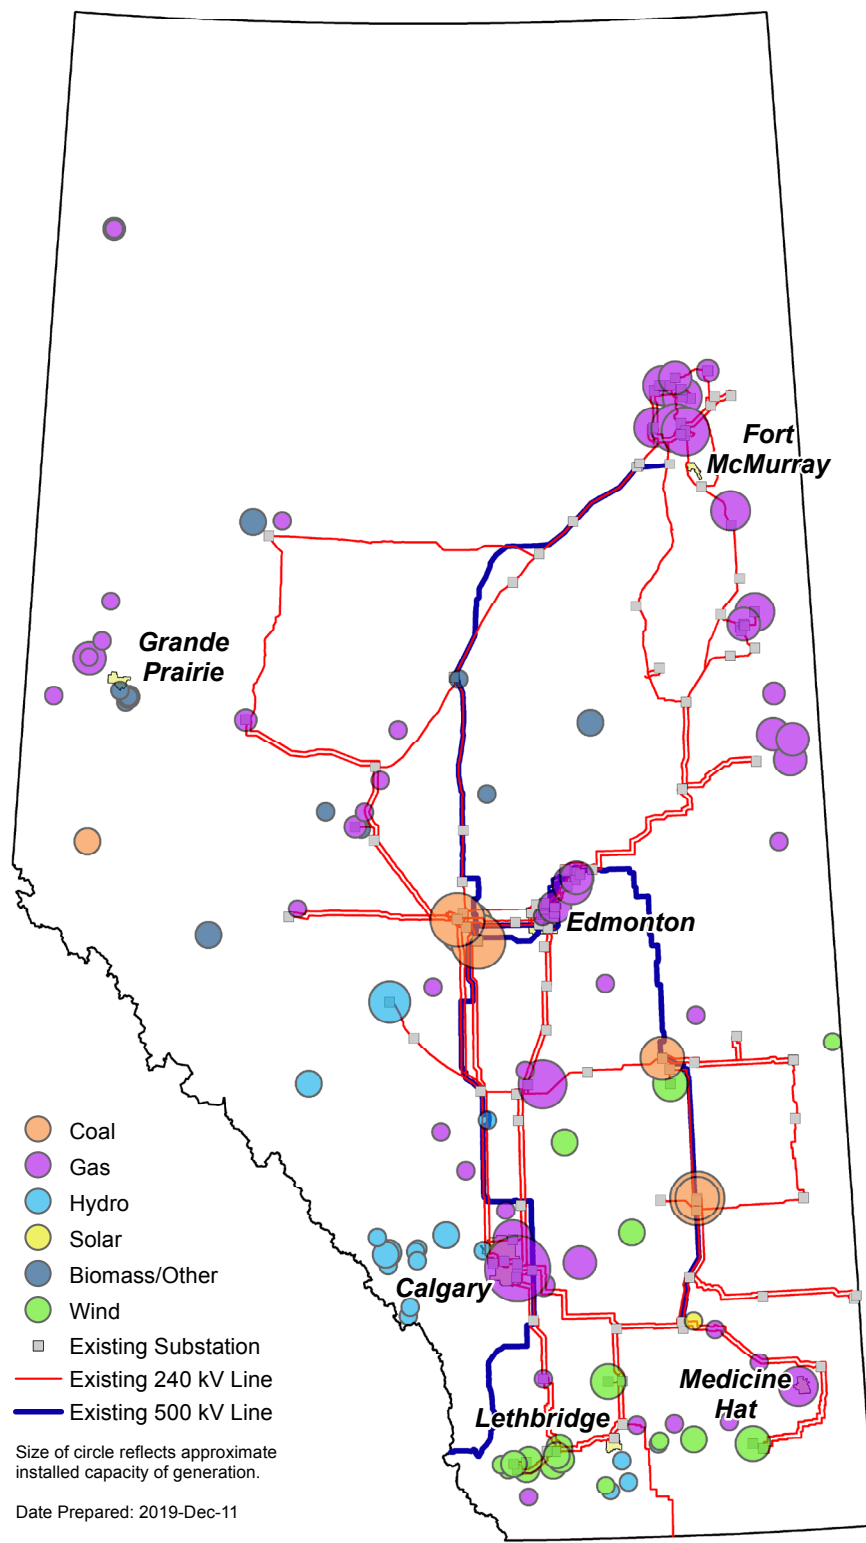 Fort
McMurray
Grande
Prairie
Edmonton
Coal
Gas
Hydro
Solar
Biomass/Other
Wind
Existing Substation
Existing 240 kV Line
Existing 500 kV Line
Calgary
Medicine
Hat
Lethbridge
Size of circle reflects approximate
installed capacity of generation.
Date Prepared: 2019-Dec-11